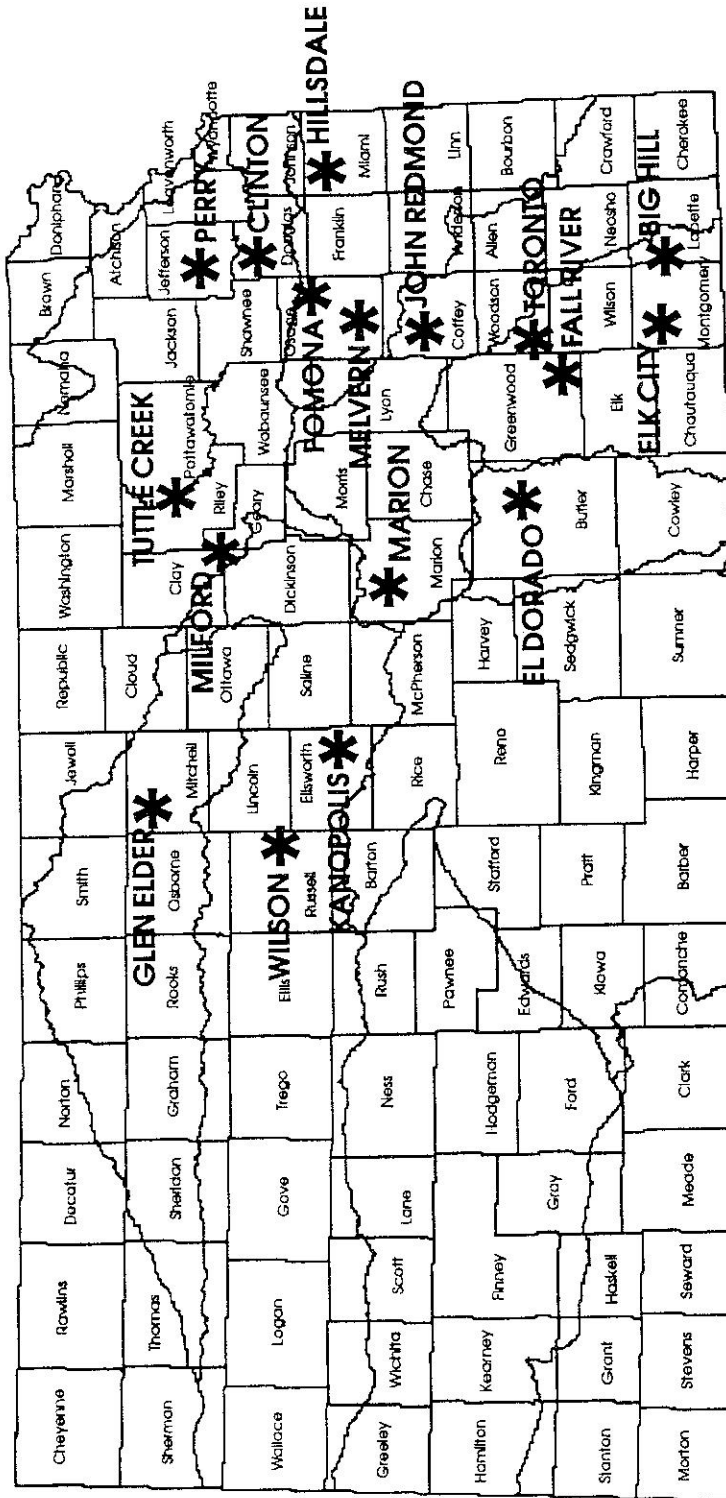 Cheyenne
Rawlins
Decatur
Norton
Phillips
Smith
Jewell
Republic
Washington
Marshall
Nemaha
Brown
Doniphan
Sherman
Thomas
Sheridan
Graham
Rooks
Osborne
GLEN ELDER
Mitchell
Cloud
Clay
TUTTLE CREEK
Riley
Pottawatomie
Jackson
Atchison
Jefferson
Leavenworth
Wyandotte
PERRY
MILFORD
Ottawa
Lincoln
Wallace
Logan
Gove
Trego
Ellis
WILSON
Russell
Ellsworth
Saline
Dickinson
Geary
Wabaunsee
Shawnee
Douglas
Johnson
CLINTON
KANOPOLIS
Greeley
Wichita
Scott
Lane
Ness
Rush
Barton
Rice
McPherson
Marion
MARION
Morris
Chase
Lyon
Osage
POMONA
MELVERN
Franklin
Miami
HILLSDALE
Coffey
JOHN REDMOND
Anderson
Linn
Hamilton
Kearney
Finney
Hodgeman
Pawnee
Edwards
Stafford
Reno
Harvey
Sedgwick
EL DORADO
Butler
Greenwood
Woodson
Allen
Bourbon
TORONTO
FALL RIVER
Stanton
Grant
Haskell
Gray
Ford
Kiowa
Pratt
Kingman
Elk
Wilson
Neosho
Crawford
Morton
Stevens
Seward
Meade
Clark
Comanche
Barber
Harper
Sumner
Cowley
Chautauqua
ELK CITY
Montgomery
BIG HILL
Labette
Cherokee